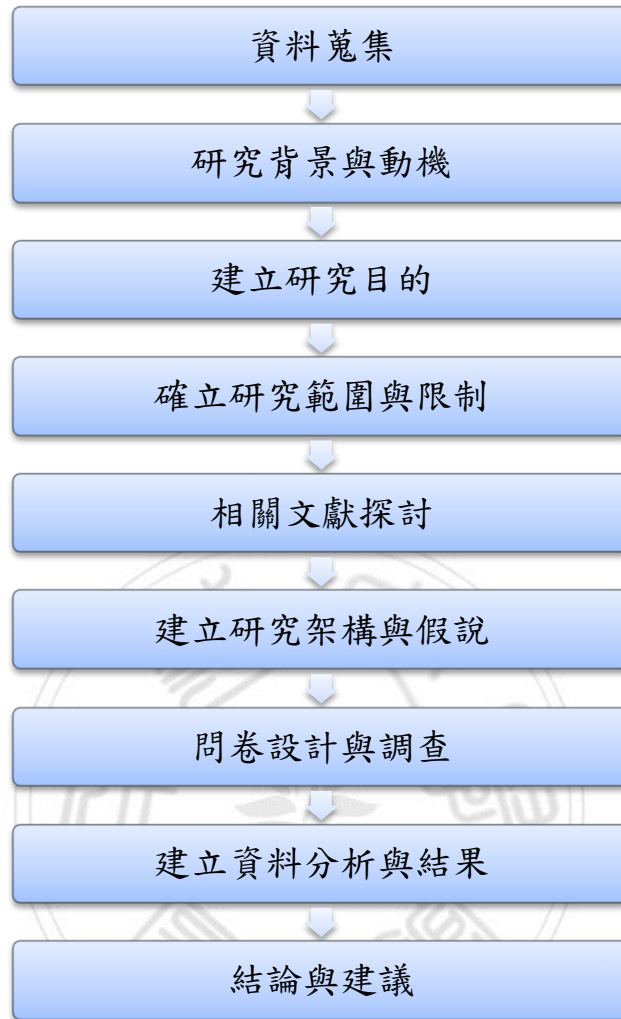 資料蒐集
研究背景與動機
建立研究目的
確立研究範圍與限制
相關文獻探討
建立研究架構與假說
問卷設計與調查
建立資料分析與結果
結論與建議